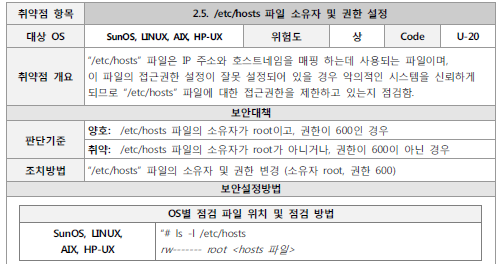 취약점 항목 2.5. /etc/hosts 파일 소유자 및 권한 설정
대상 OS SunOS, LINUX, AIX, HP-UX 위험도 상 Code U-20
취약점 개요 "/etc/hosts" 파일은 IP 주소와 호스트네임을 매핑 하는데 사용되는 파일이며,
이 파일의 접근권한 설정이 잘못 설정되어 있을 경우 악의적인 시스템을 신뢰하게
되므로 "/etc/hosts" 파일에 대한 접근권한을 제한하고 있는지 점검함.
보안대책
판단기준 양호: /etc/hosts 파일의 소유자가 root이고, 권한이 600인 경우
취약: /etc/hosts 파일의 소유자가 root가 아니거나, 권한이 600이 아닌 경우
조치방법 "/etc/hosts" 파일의 소유자 및 권한 변경 (소유자 root, 권한 600)
보안설정방법
OS별 점검 파일 위치 및 점검 방법
SunOS, LINUX,
AIX, HP-UX
"# ls -l /etc/hosts
rw------- root <hosts 파일>